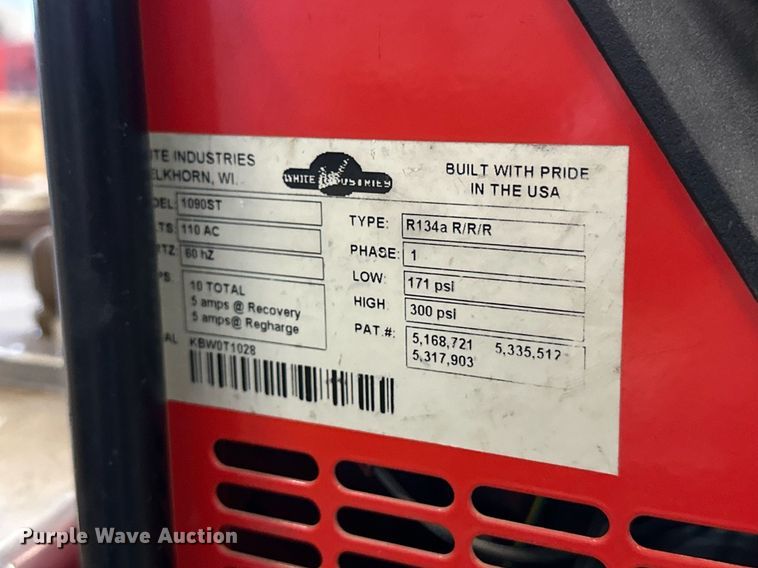 ITE INDUSTRIES
ELKHORN, WI.
WHITE INDUSTRIES
BUILT WITH PRIDE
IN THE USA
DEL: 1090ST
TS: 110 AC
TZ: 60 hZ
PS: 10 TOTAL
5 amps @ Recovery
5 amps@ Regharge
AL KBW0T1028
TYPE: R134a R/R/R
PHASE: 1
LOW: 171 psi
HIGH: 300 psi
PAT.#: 5,168,721 5,335,512
5,317,903
Purple Wave Auction